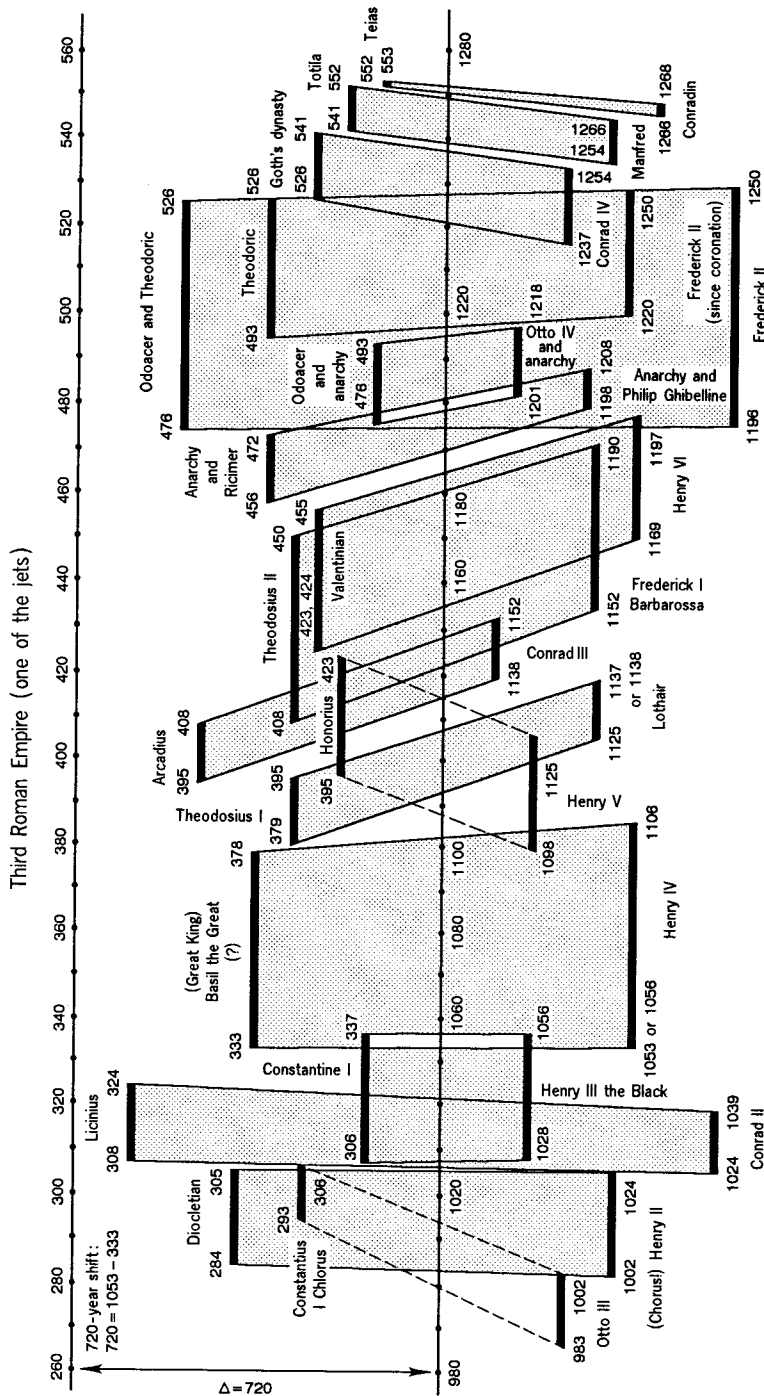 Third Roman Empire (one of the jets)
260
280
300
320
340
360
380
400
420
440
460
480
500
520
540
560
720-year shift:
720 = 1053 – 333
Δ = 720
Licinius
308
324
Diocletian
284
305
293
306
Constantius
I Chlorus
Constantine I
306
337
(Great King)
Basil the Great
(?)
333
378
Theodosius I
379
395
Arcadius
395
408
Honorius
395
423
Theodosius II
408
450
423, 424
455
Valentinian
Anarchy
and
Ricimer
456
472
Odoacer and Theodoric
476
526
Odoacer
and
anarchy
476
493
Theodoric
493
526
Goth's dynasty
526
541
Totila
541
552
Teias
552
553
980
1020
1060
1080
1100
1160
1180
1220
1280
983
1002
Otto III
1002
1024
(Chorus!) Henry II
1024
1039
Conrad II
1028
1056
Henry III the Black
1053 or 1056
1106
Henry IV
1098
1125
Henry V
1125
1137
or
1138
Lothair
1138
1152
Conrad III
1152
1190
Frederick I
Barbarossa
1169
1197
Henry VI
1198
1208
Anarchy and
Philip Ghibelline
1201
1218
Otto IV
and
anarchy
1220
1250
Frederick II
(since coronation)
1196
1250
Frederick II
1237
1254
Conrad IV
1254
1266
Manfred
1266
1268
Conradin